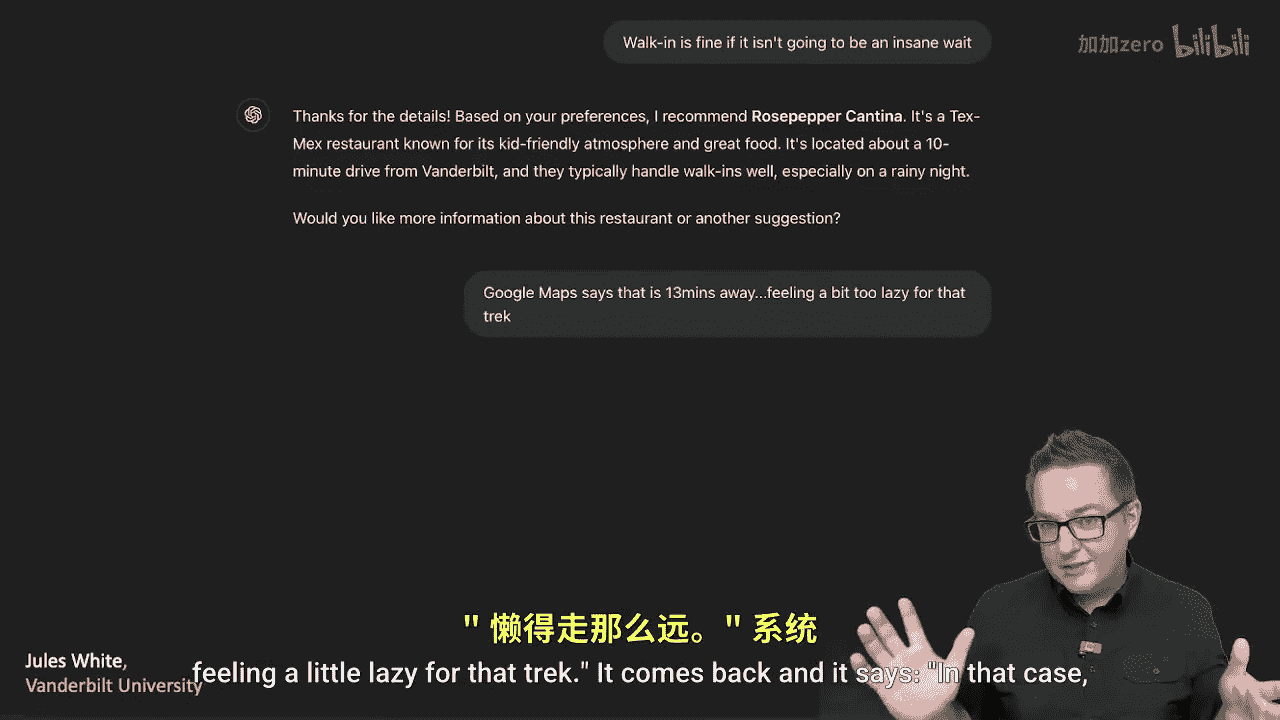 Walk-in is fine if it isn't going to be an insane wait
加加zero bilibili
Thanks for the details! Based on your preferences, I recommend Rosepepper Cantina. It's a Tex-
Mex restaurant known for its kid-friendly atmosphere and great food. It's located about a 10-
minute drive from Vanderbilt, and they typically handle walk-ins well, especially on a rainy night.
Would you like more information about this restaurant or another suggestion?
Google Maps says that is 13mins away...feeling a bit too lazy for that
trek
" 懒得走那么远。" 系统
Jules White,
Vanderbilt University
feeling a little lazy for that trek." It comes back and it says: "In that case,